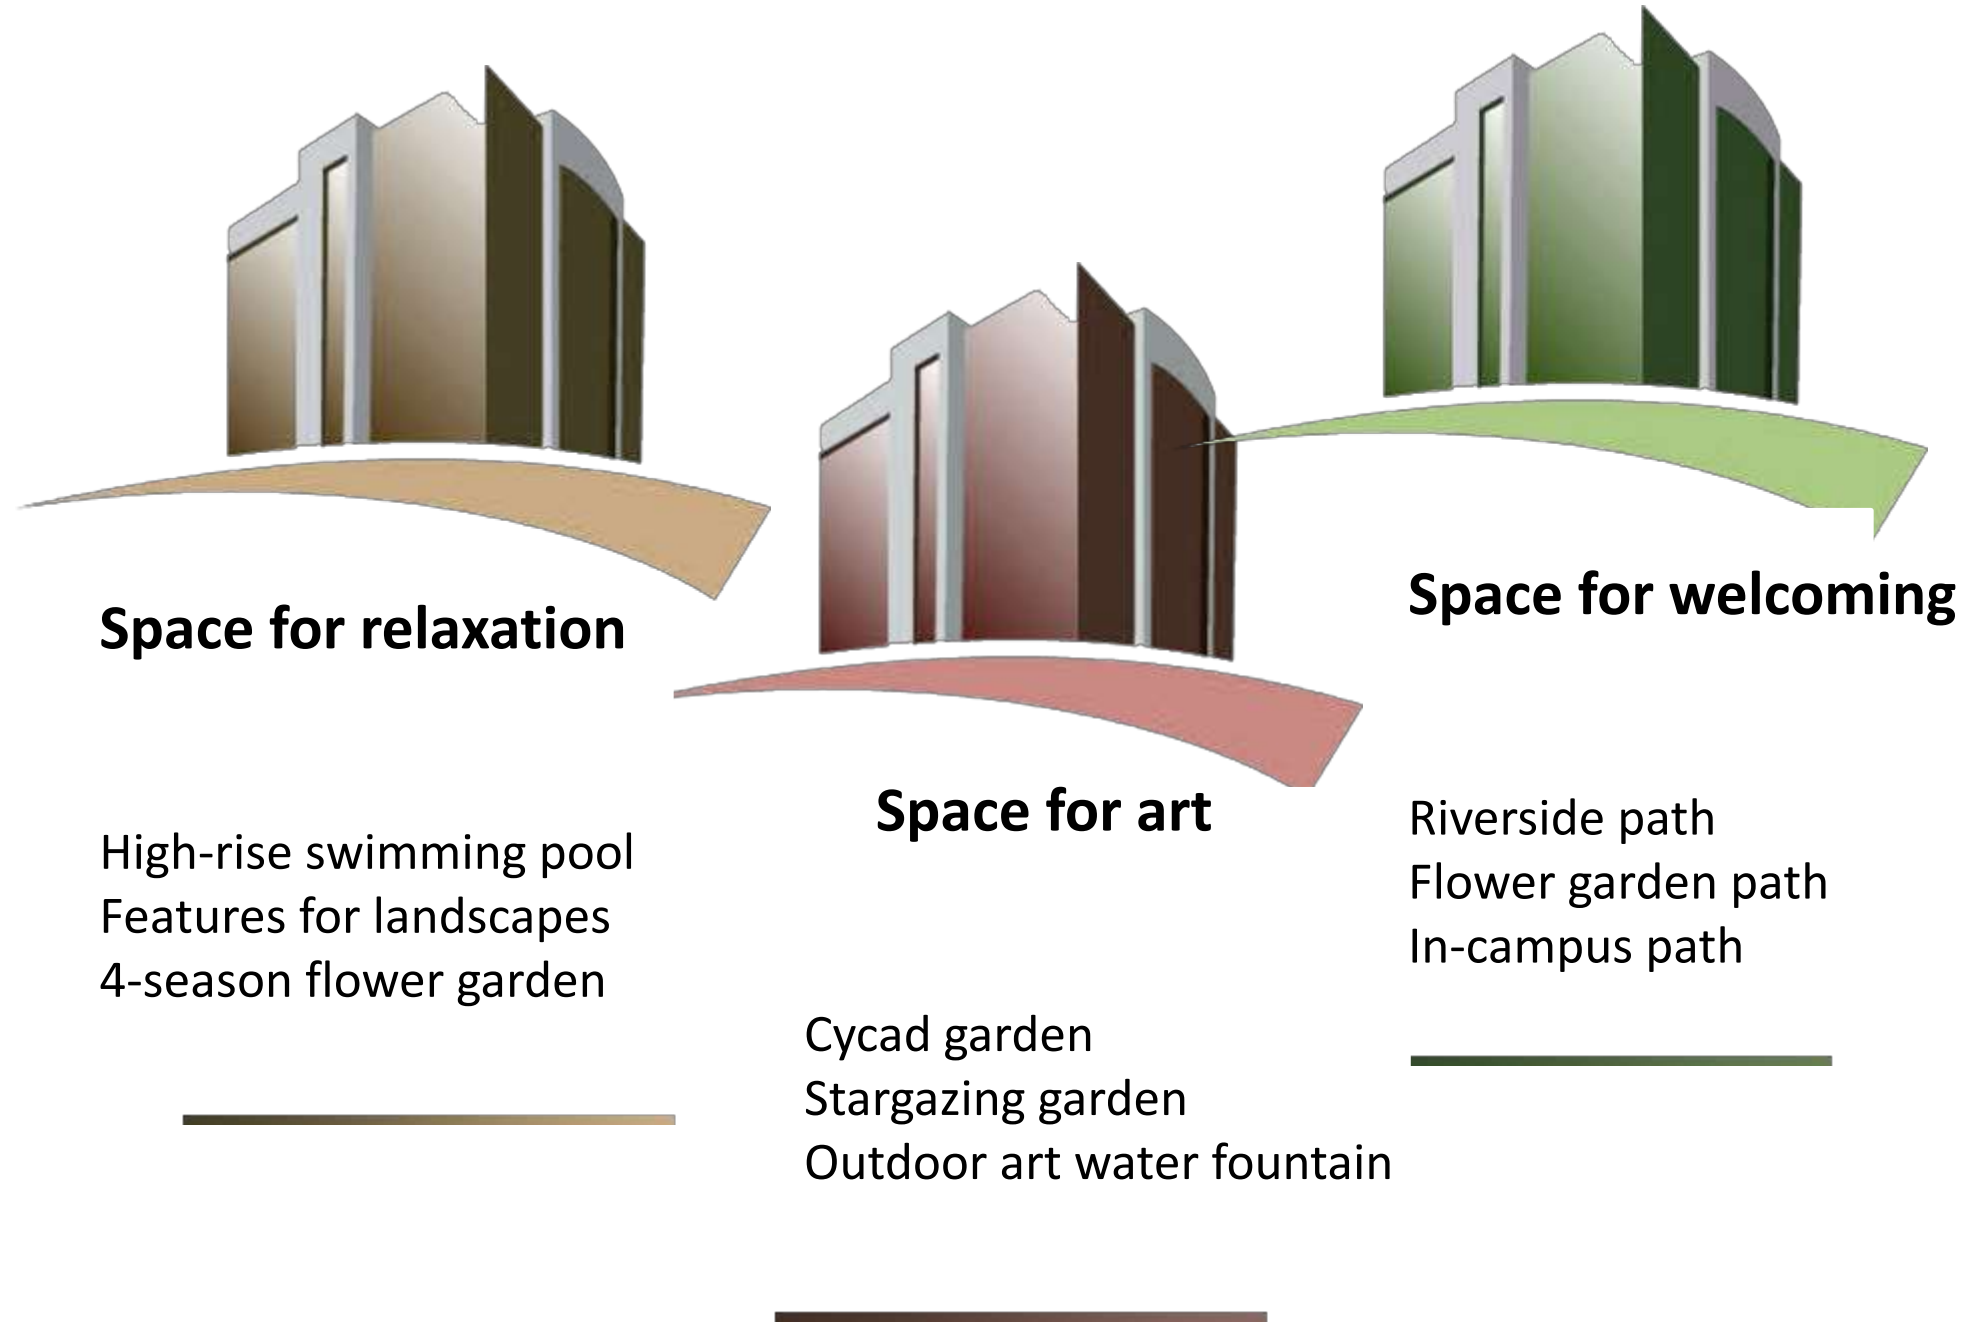 Space for relaxation
High-rise swimming pool
Features for landscapes
4-season flower garden
Space for art
Cycad garden
Stargazing garden
Outdoor art water fountain
Space for welcoming
Riverside path
Flower garden path
In-campus path